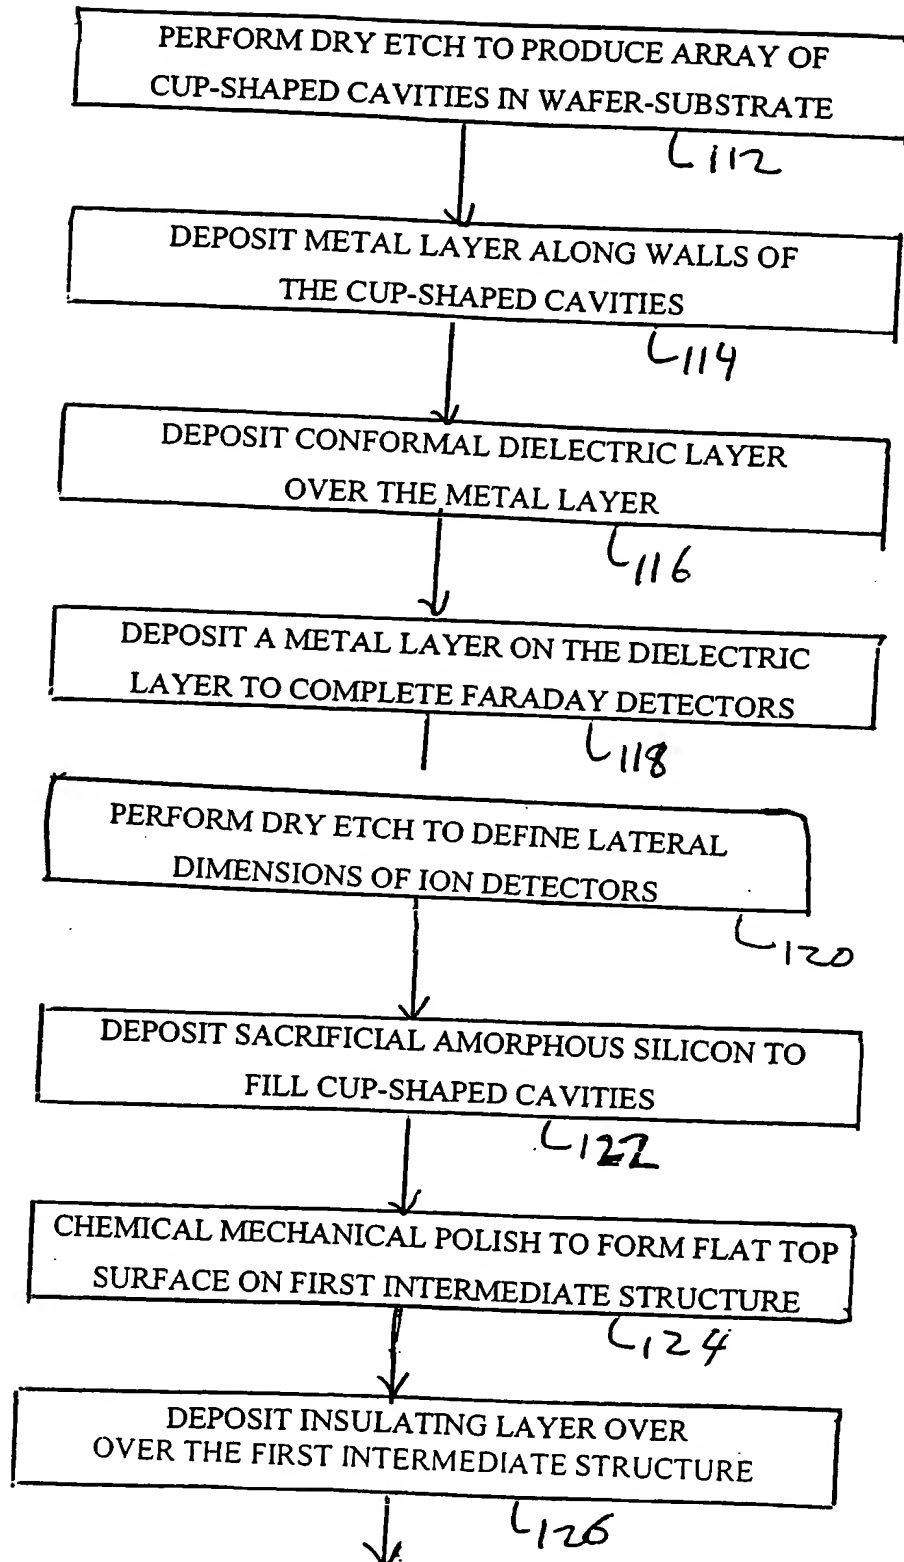 PERFORM DRY ETCH TO PRODUCE ARRAY OF
CUP-SHAPED CAVITIES IN WAFER-SUBSTRATE
112
DEPOSIT METAL LAYER ALONG WALLS OF
THE CUP-SHAPED CAVITIES
114
DEPOSIT CONFORMAL DIELECTRIC LAYER
OVER THE METAL LAYER
116
DEPOSIT A METAL LAYER ON THE DIELECTRIC
LAYER TO COMPLETE FARADAY DETECTORS
118
PERFORM DRY ETCH TO DEFINE LATERAL
DIMENSIONS OF ION DETECTORS
120
DEPOSIT SACRIFICIAL AMORPHOUS SILICON TO
FILL CUP-SHAPED CAVITIES
122
CHEMICAL MECHANICAL POLISH TO FORM FLAT TOP
SURFACE ON FIRST INTERMEDIATE STRUCTURE
124
DEPOSIT INSULATING LAYER OVER
OVER THE FIRST INTERMEDIATE STRUCTURE
126